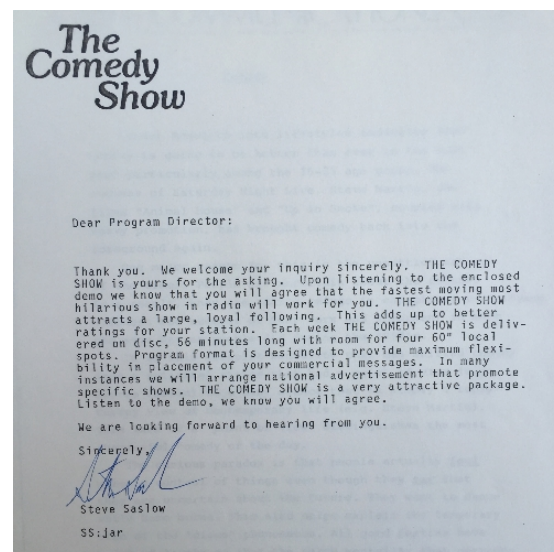 The
Comedy
Show
Dear Program Director:
Thank you. We welcome your inquiry sincerely. THE COMEDY
SHOW is yours for the asking. Upon listening to the enclosed
demo we know that you will agree that the fastest moving most
hilarious show in radio will work for you. THE COMEDY SHOW
attracts a large, loyal following. This adds up to better
ratings for your station. Each week THE COMEDY SHOW is deliv-
ered on disc, 56 minutes long with room for four 60" local
spots. Program format is designed to provide maximum flexi-
bility in placement of your commercial messages. In many
instances we will arrange national advertisement that promote
specific shows. THE COMEDY SHOW is a very attractive package.
Listen to the demo, we know you will agree.
We are looking forward to hearing from you.
Sincerely,
Steve Saslow
SS:jar